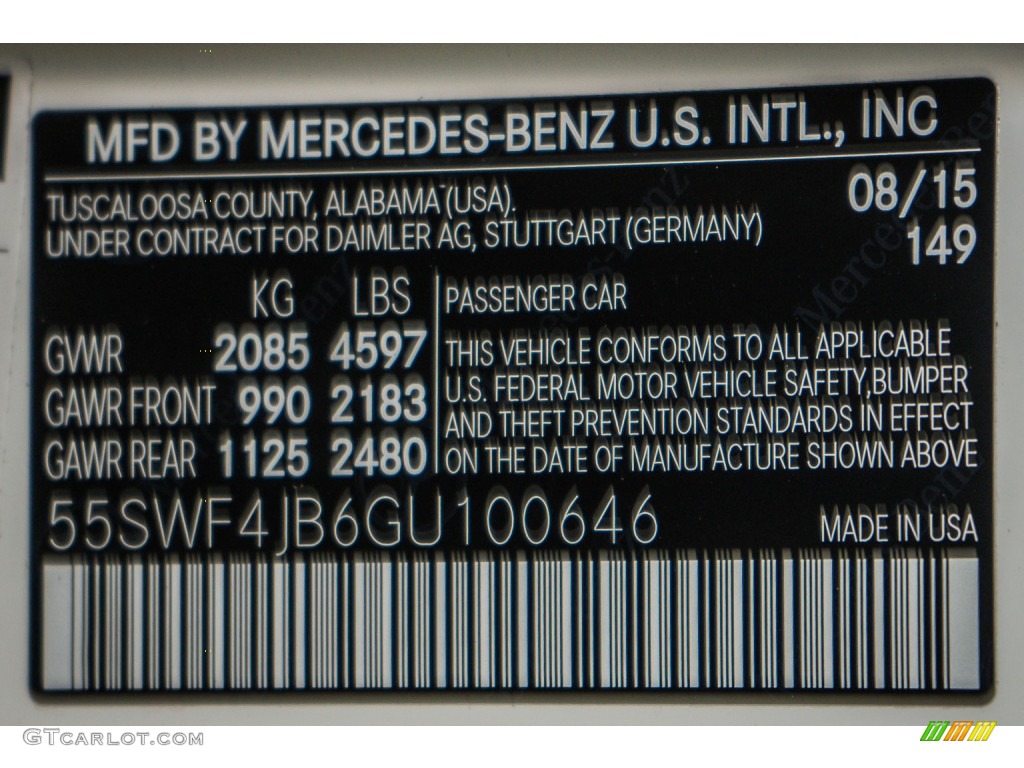 MFD BY MERCEDES-BENZ U.S. INTL., INC
TUSCALOOSA COUNTY, ALABAMA (USA). 08/15
UNDER CONTRACT FOR DAIMLER AG, STUTTGART (GERMANY) 149
KG LBS
GVWR 2085 4597
GAWR FRONT 990 2183
GAWR REAR 1125 2480
PASSENGER CAR
THIS VEHICLE CONFORMS TO ALL APPLICABLE
U.S. FEDERAL MOTOR VEHICLE SAFETY,BUMPER
AND THEFT PREVENTION STANDARDS IN EFFECT
ON THE DATE OF MANUFACTURE SHOWN ABOVE
55SWF4JB6GU100646 MADE IN USA
GTCARLOT.COM